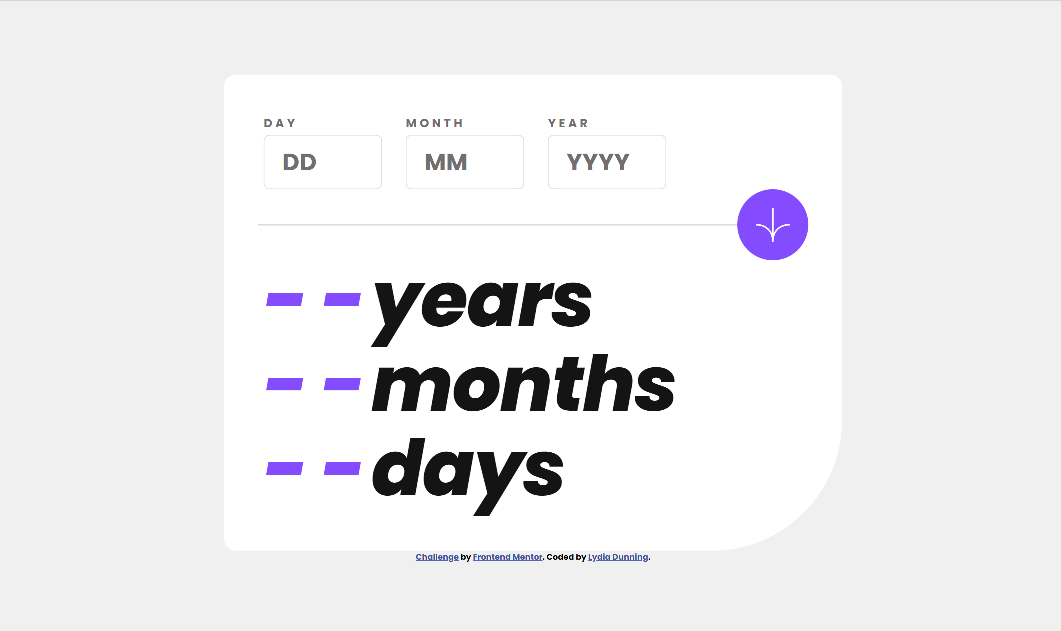 DAY MONTH YEAR
DD MM YYYY
- - years
- - months
- - days
Challenge by Frontend Mentor. Coded by Lydia Dunning.